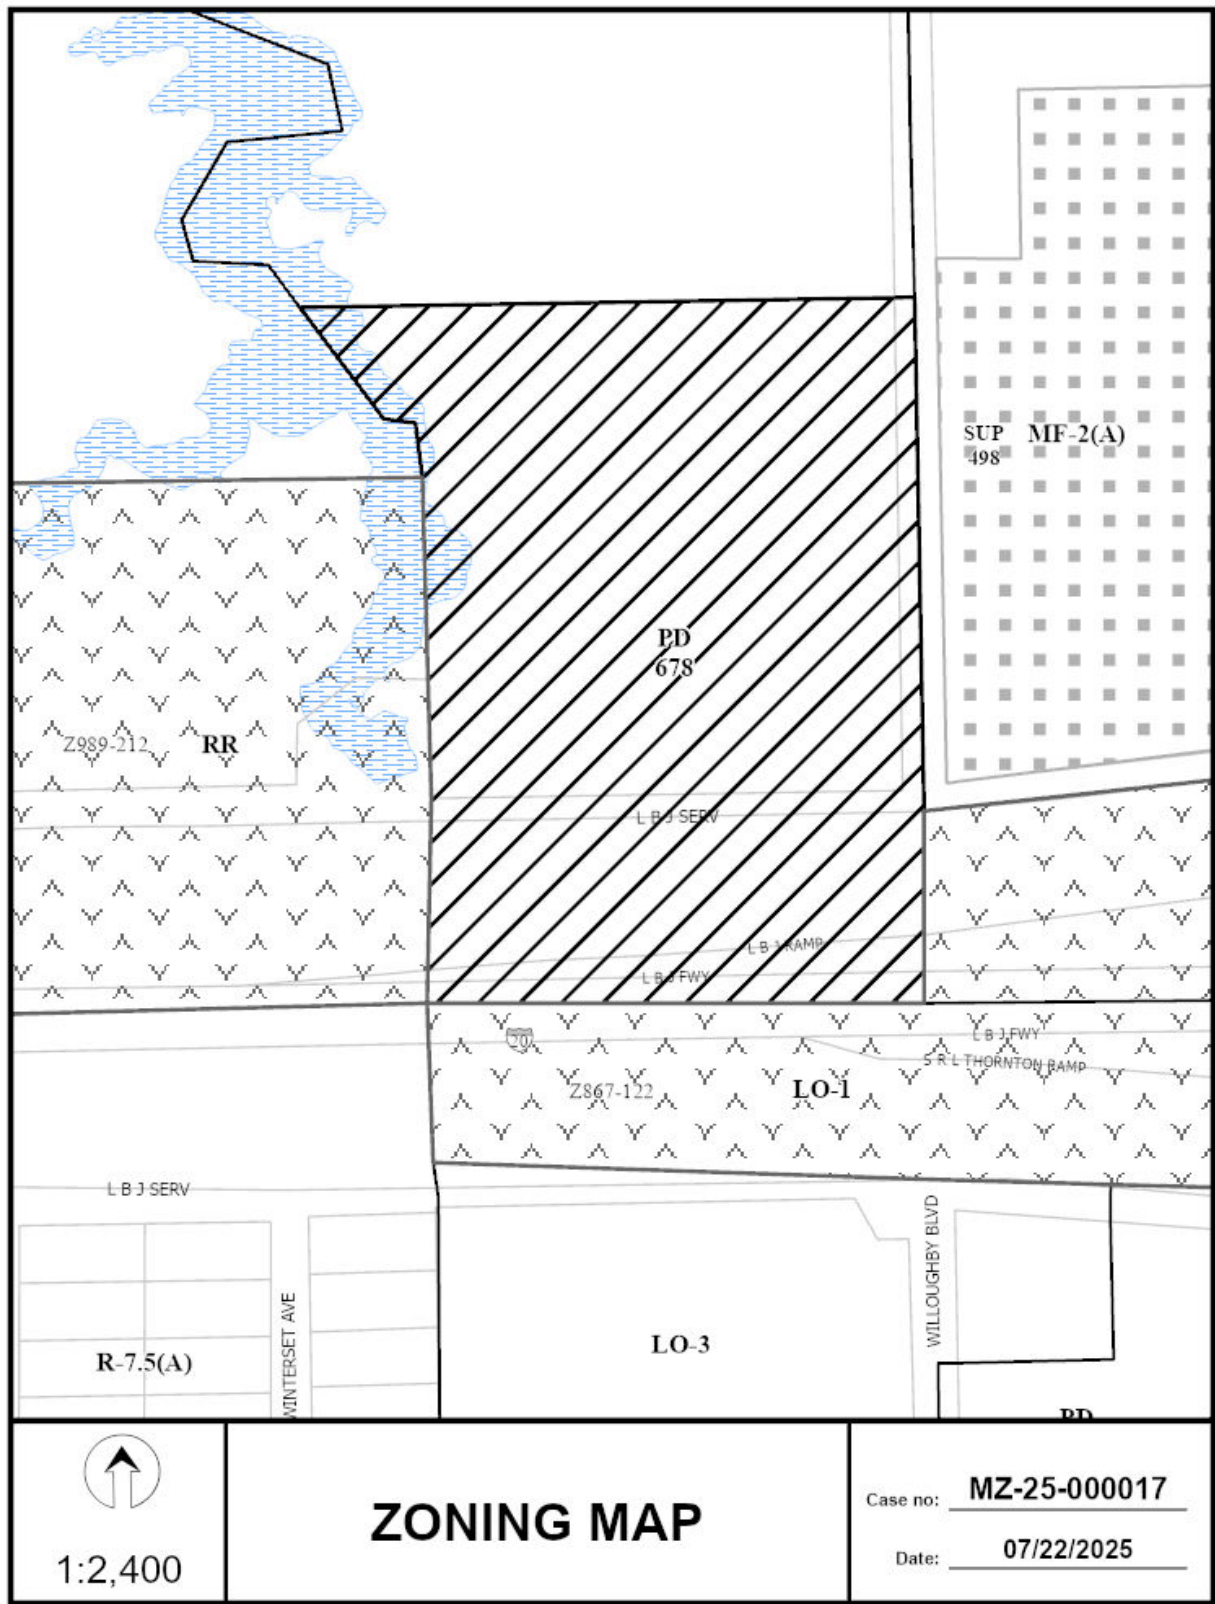 SUP MF-2(A)
498
PD
678
Z989-212 RR
L B J SERV
L B J RAMP
L B J FWY
20
L B J FWY
S R L THORNTON RAMP
Z867-122 LO-1
L B J SERV
WILLOUGHBY BLVD
WINTERSET AVE
LO-3
R-7.5(A)
PD
1:2,400
ZONING MAP
Case no: MZ-25-000017
Date: 07/22/2025